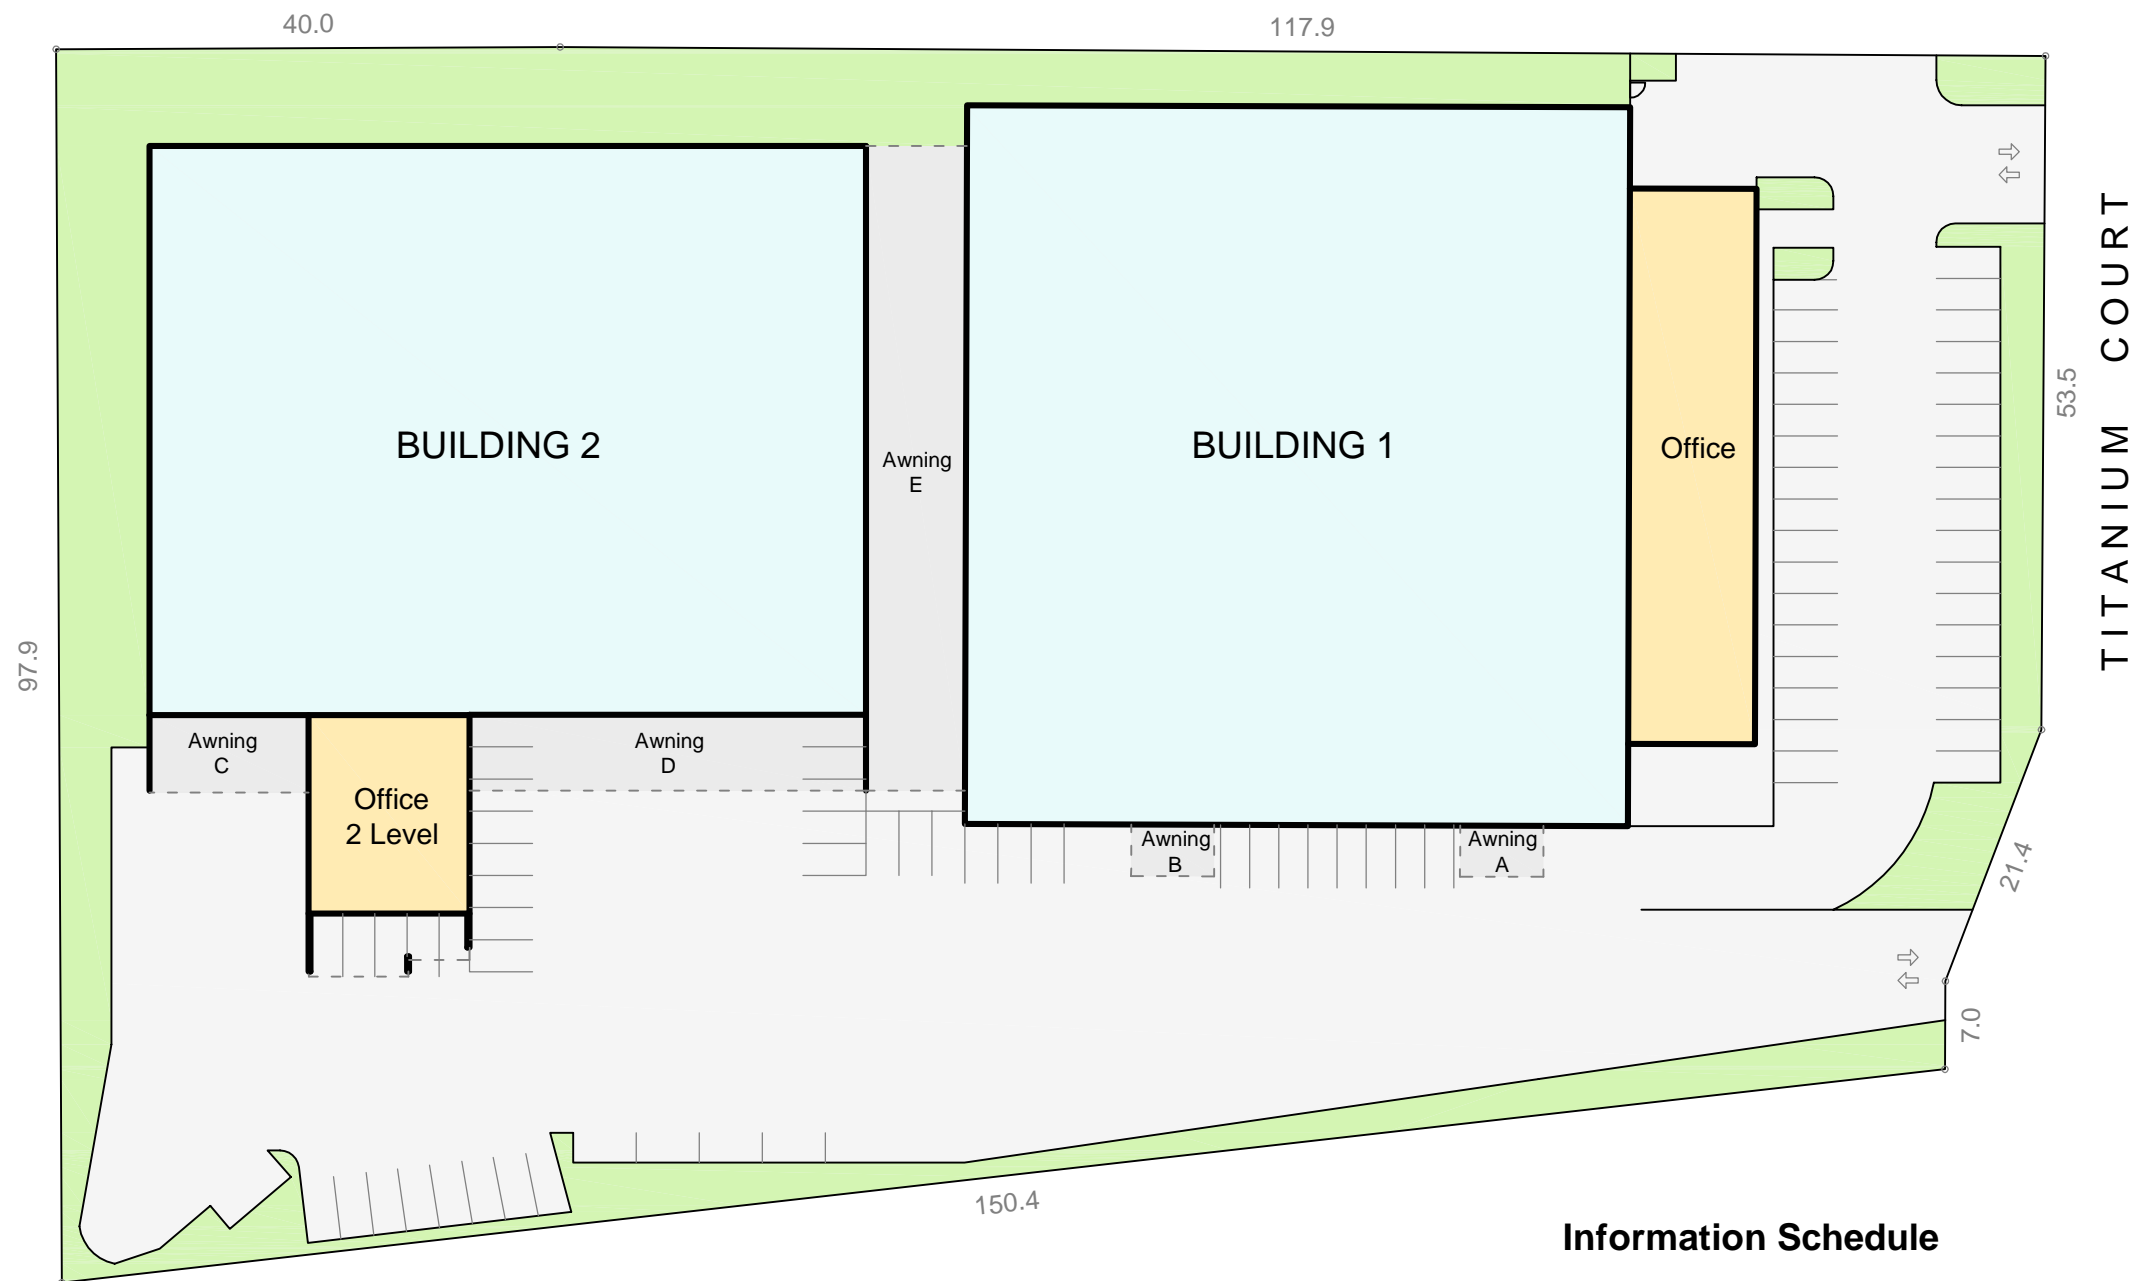 40.0
117.9
TITANIUM COURT
53.5
BUILDING 2
BUILDING 1
Office
Awning
E
97.9
Awning
C
Awning
D
Office
2 Level
Awning
B
Awning
A
21.4
7.0
150.4
Information Schedule